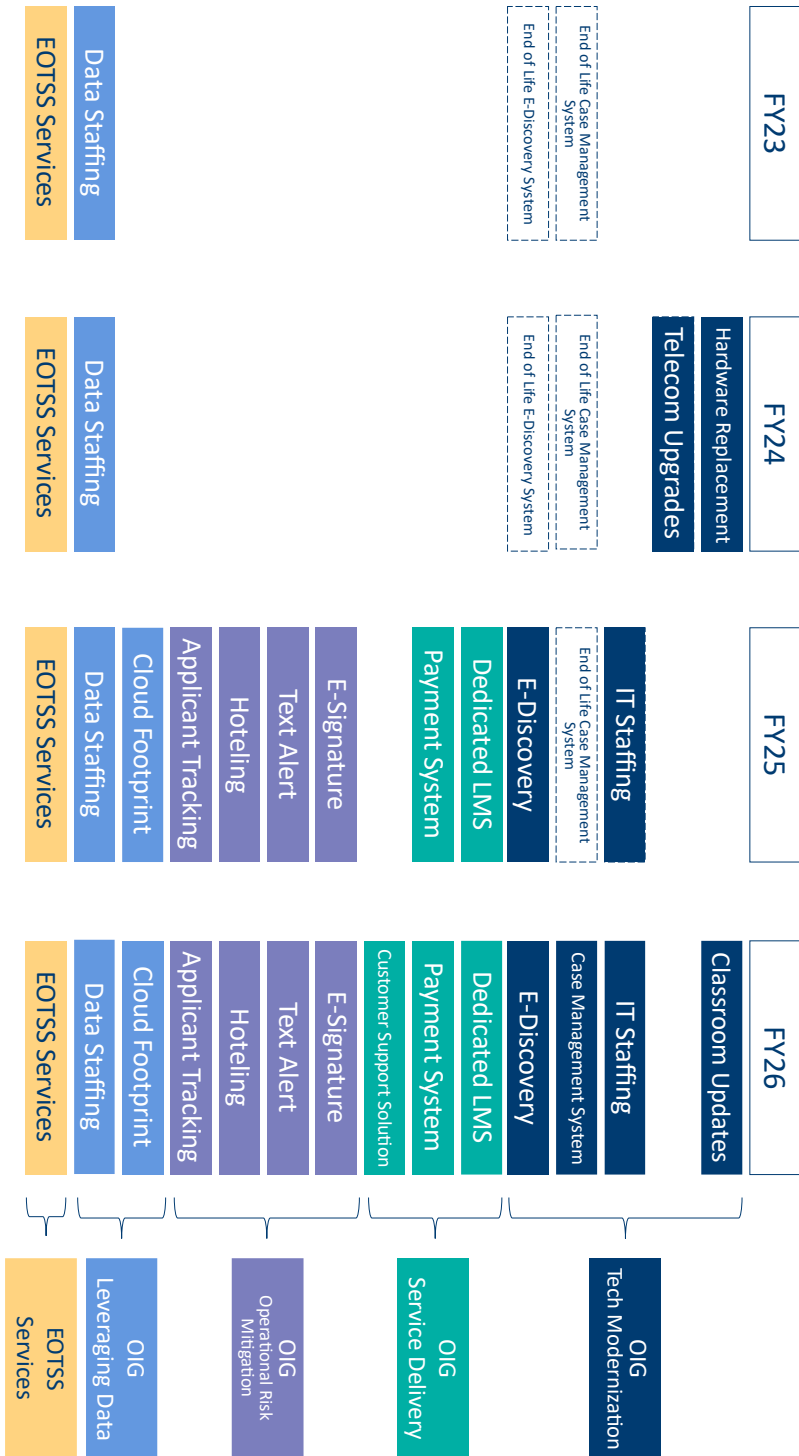 FY23
End of Life Case Management
System
End of Life E-Discovery System
Data Staffing
EOTSS Services
FY24
Hardware Replacement
Telecom Upgrades
End of Life Case Management
System
End of Life E-Discovery System
Data Staffing
EOTSS Services
FY25
IT Staffing
End of Life Case Management
System
E-Discovery
Dedicated LMS
Payment System
E-Signature
Text Alert
Hoteling
Applicant Tracking
Cloud Footprint
Data Staffing
EOTSS Services
FY26
Classroom Updates
IT Staffing
Case Management System
E-Discovery
Dedicated LMS
Payment System
Customer Support Solution
E-Signature
Text Alert
Hoteling
Applicant Tracking
Cloud Footprint
Data Staffing
EOTSS Services
OIG
Tech Modernization
OIG
Service Delivery
OIG
Operational Risk
Mitigation
OIG
Leveraging Data
EOTSS
Services